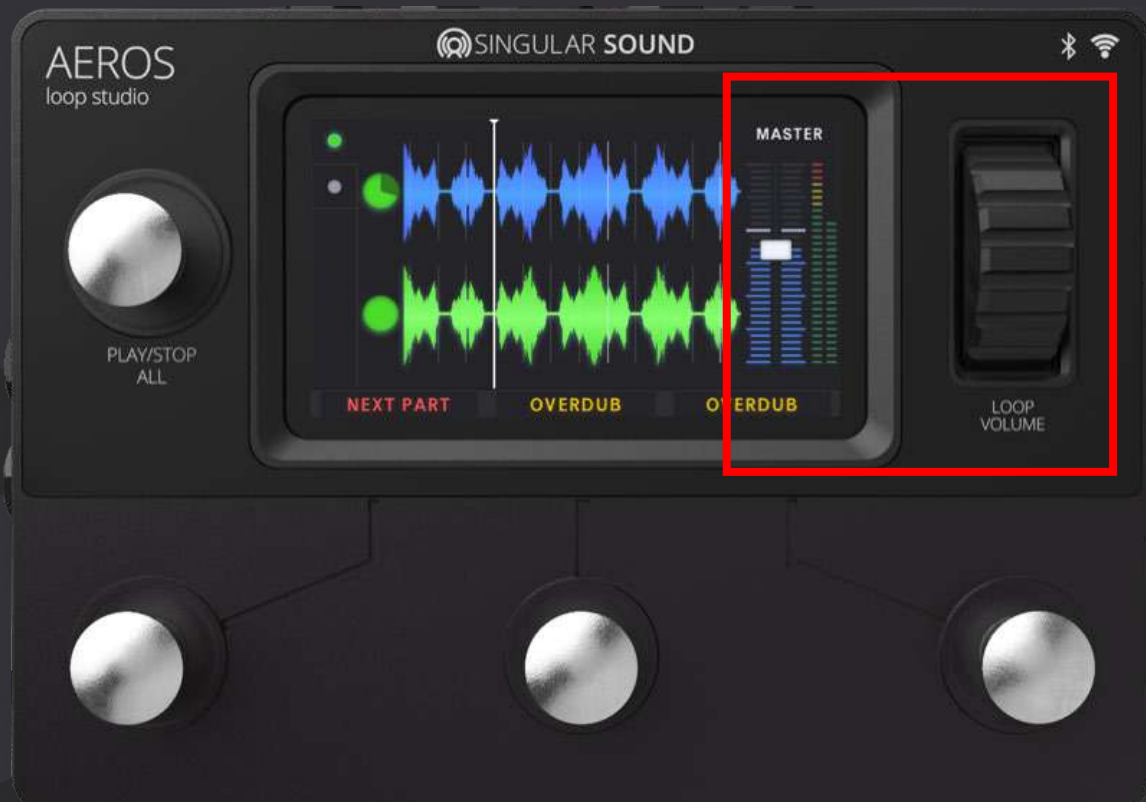 AEROS
loop studio
SINGULAR SOUND
MASTER
PLAY/STOP
ALL
NEXT PART
OVERDUB
OVERDUB
LOOP
VOLUME